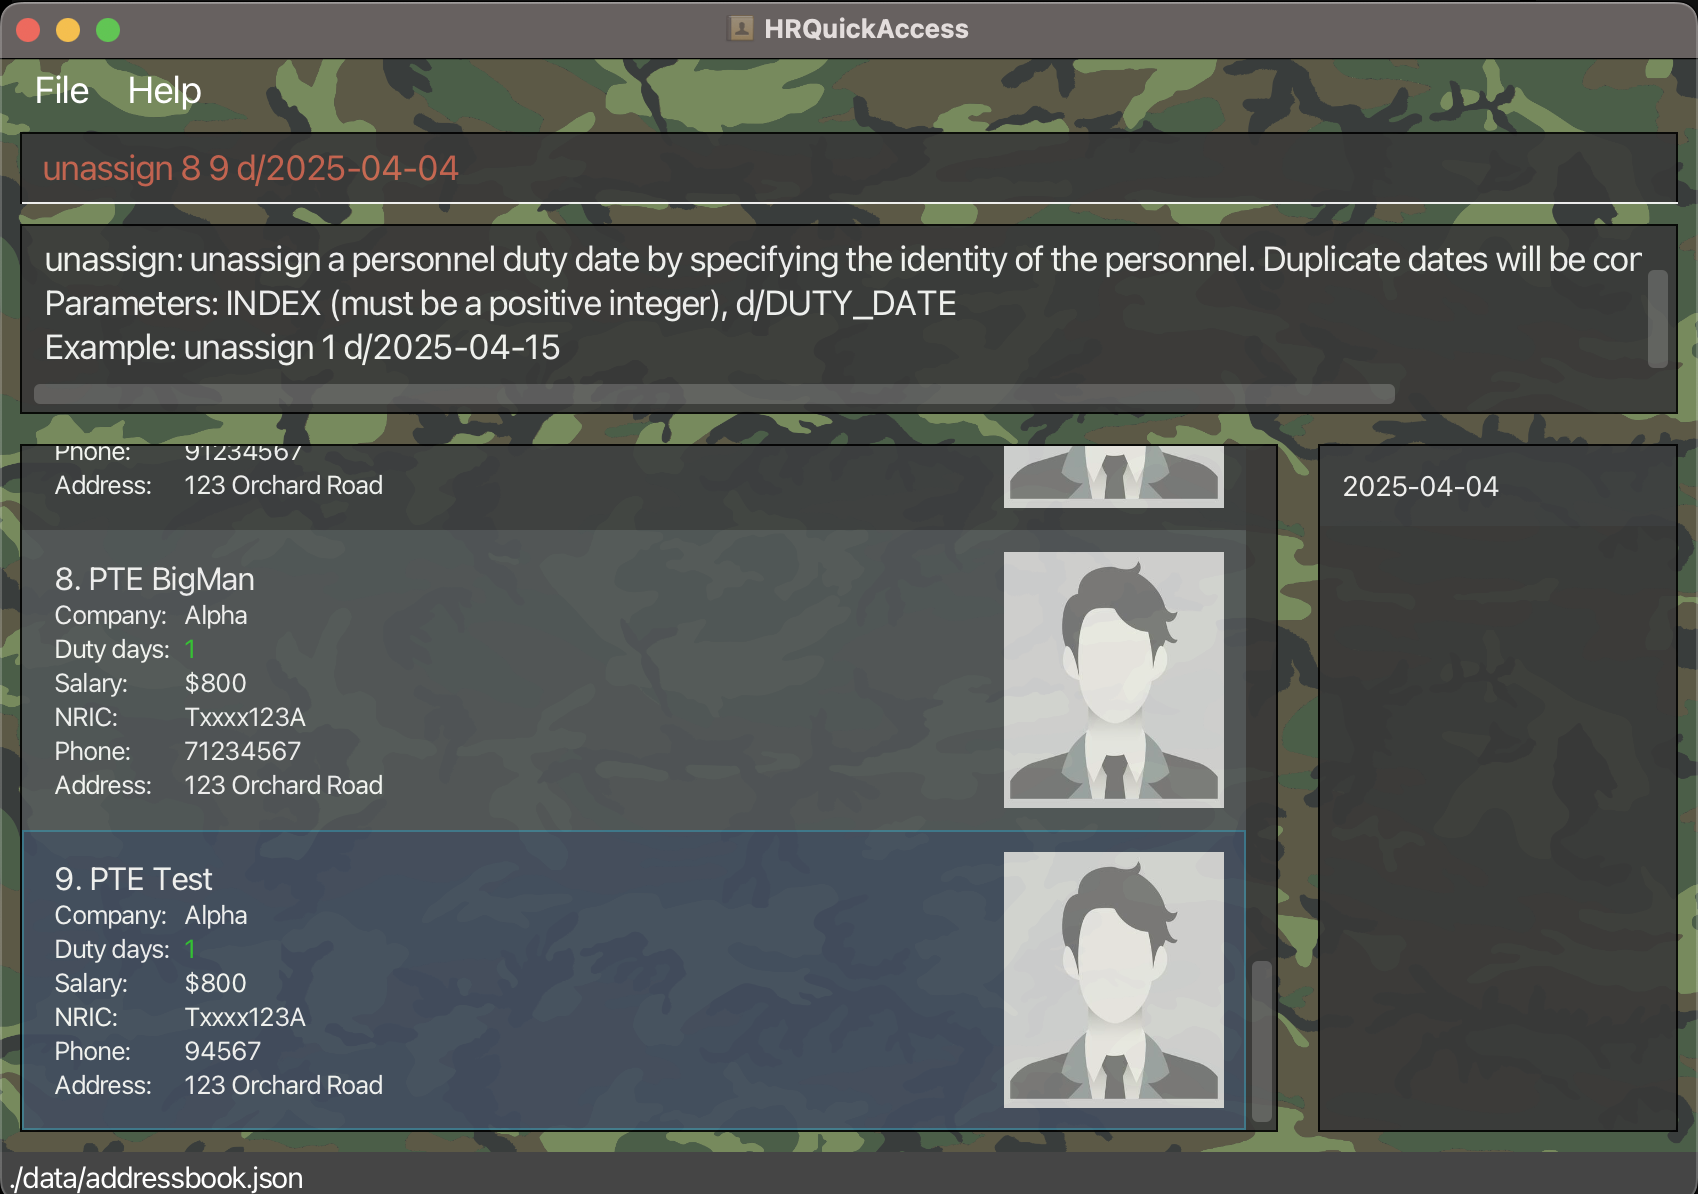 HRQuickAccess
File Help
unassign 8 9 d/2025-04-04
unassign: unassign a personnel duty date by specifying the identity of the personnel. Duplicate dates will be cor
Parameters: INDEX (must be a positive integer), d/DUTY_DATE
Example: unassign 1 d/2025-04-15
Phone: 91234567
Address: 123 Orchard Road
8. PTE BigMan
Company: Alpha
Duty days: 1
Salary: $800
NRIC: Txxxx123A
Phone: 71234567
Address: 123 Orchard Road
9. PTE Test
Company: Alpha
Duty days: 1
Salary: $800
NRIC: Txxxx123A
Phone: 94567
Address: 123 Orchard Road
2025-04-04
./data/addressbook.json